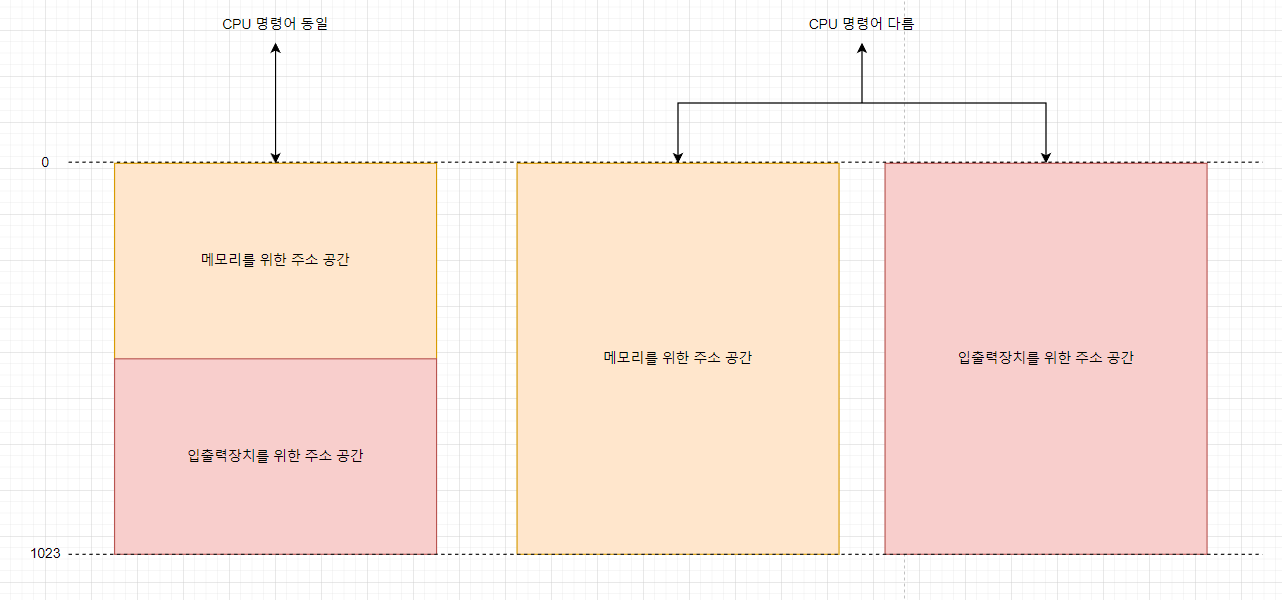 CPU 명령어 동일
CPU 명령어 다름
0
메모리를 위한 주소 공간
메모리를 위한 주소 공간
입출력장치를 위한 주소 공간
입출력장치를 위한 주소 공간
1023